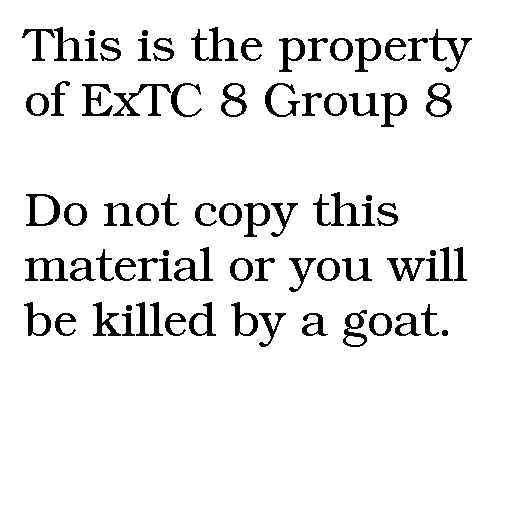 This is the property
of ExTC 8 Group 8
Do not copy this
material or you will
be killed by a goat.